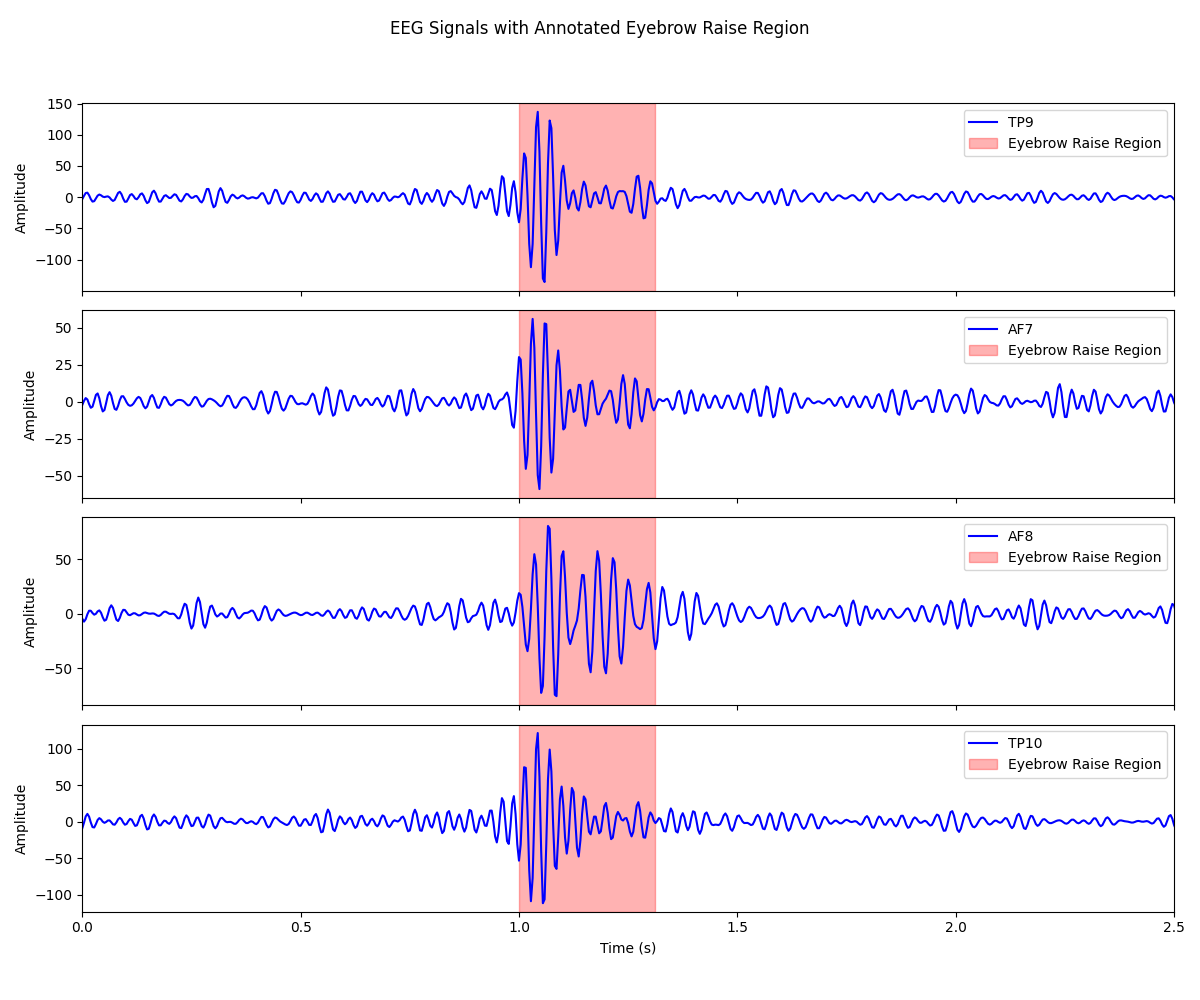 EEG Signals with Annotated Eyebrow Raise Region
150
100
50
0
−50
−100
Amplitude
TP9
Eyebrow Raise Region
50
25
0
−25
−50
Amplitude
AF7
Eyebrow Raise Region
50
0
−50
Amplitude
AF8
Eyebrow Raise Region
100
50
0
−50
−100
Amplitude
TP10
Eyebrow Raise Region
0.0 0.5 1.0 1.5 2.0 2.5
Time (s)